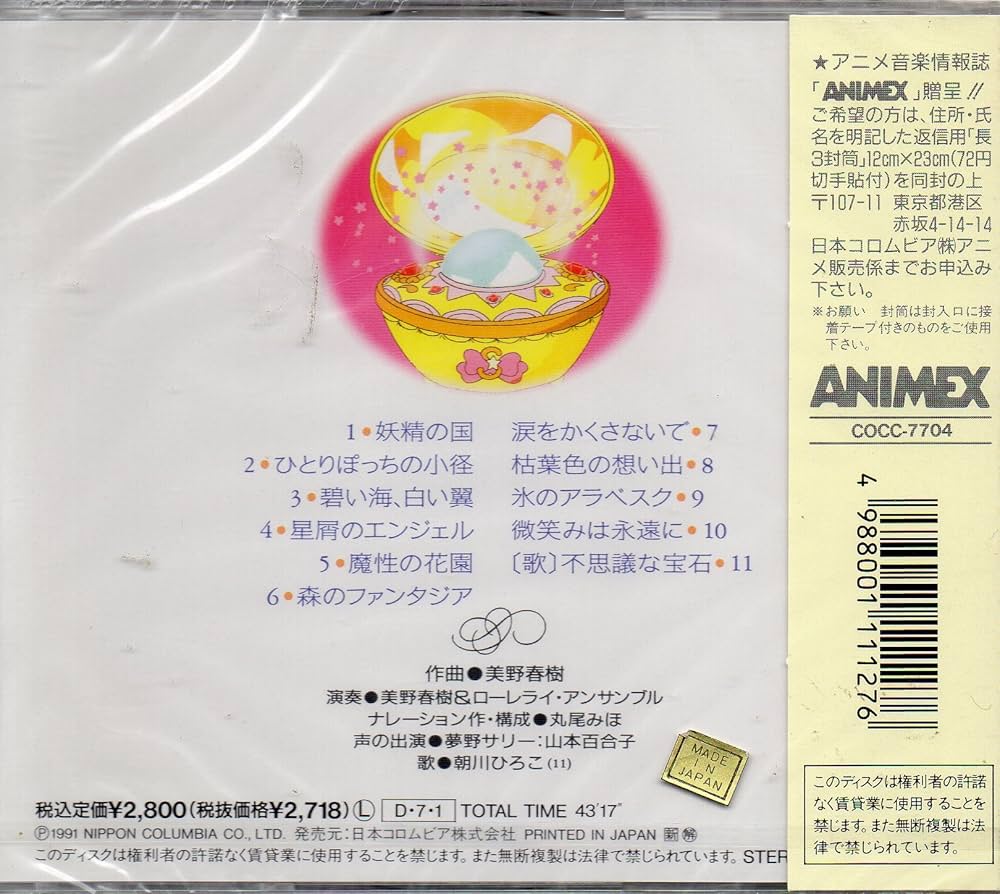 1●妖精の国
2●ひとりぽっちの小径
3●碧い海、白い翼
4●星屑のエンジェル
5●魔性の花園
6●森のファンタジア
涙をかくさないで●7
枯葉色の想い出●8
氷のアラベスク●9
微笑みは永遠に●10
〔歌〕不思議な宝石●11
作曲●美野春樹
演奏●美野春樹&ローレライ・アンサンブル
ナレーション作・構成●丸尾みほ
声の出演●夢野サリー：山本百合子
歌●朝川ひろこ(11)
MADE
IN
JAPAN
税込定価¥2,800(税抜価格¥2,718) Ⓛ D・7・1 TOTAL TIME 43'17"
Ⓟ1991 NIPPON COLUMBIA CO., LTD. 発売元:日本コロムビア株式会社 PRINTED IN JAPAN
このディスクは権利者の許諾なく賃貸業に使用することを禁じます。また無断複製は法律で禁じられています。 STER
★アニメ音楽情報誌
「ANIMEX」贈呈!!
ご希望の方は、住所・氏
名を明記した返信用「長
3封筒」12cm×23cm(72円
切手貼付)を同封の上
〒107-11 東京都港区
赤坂4-14-14
日本コロムビア㈱アニ
メ販売係までお申込み
下さい。
※お願い 封筒は封入口に接
着テープ付きのものをご使用
下さい。
ANIMEX
COCC-7704
4 988001 111276
このディスクは権利者の許諾
なく賃貸業に使用することを
禁じます。また無断複製は法
律で禁じられています。